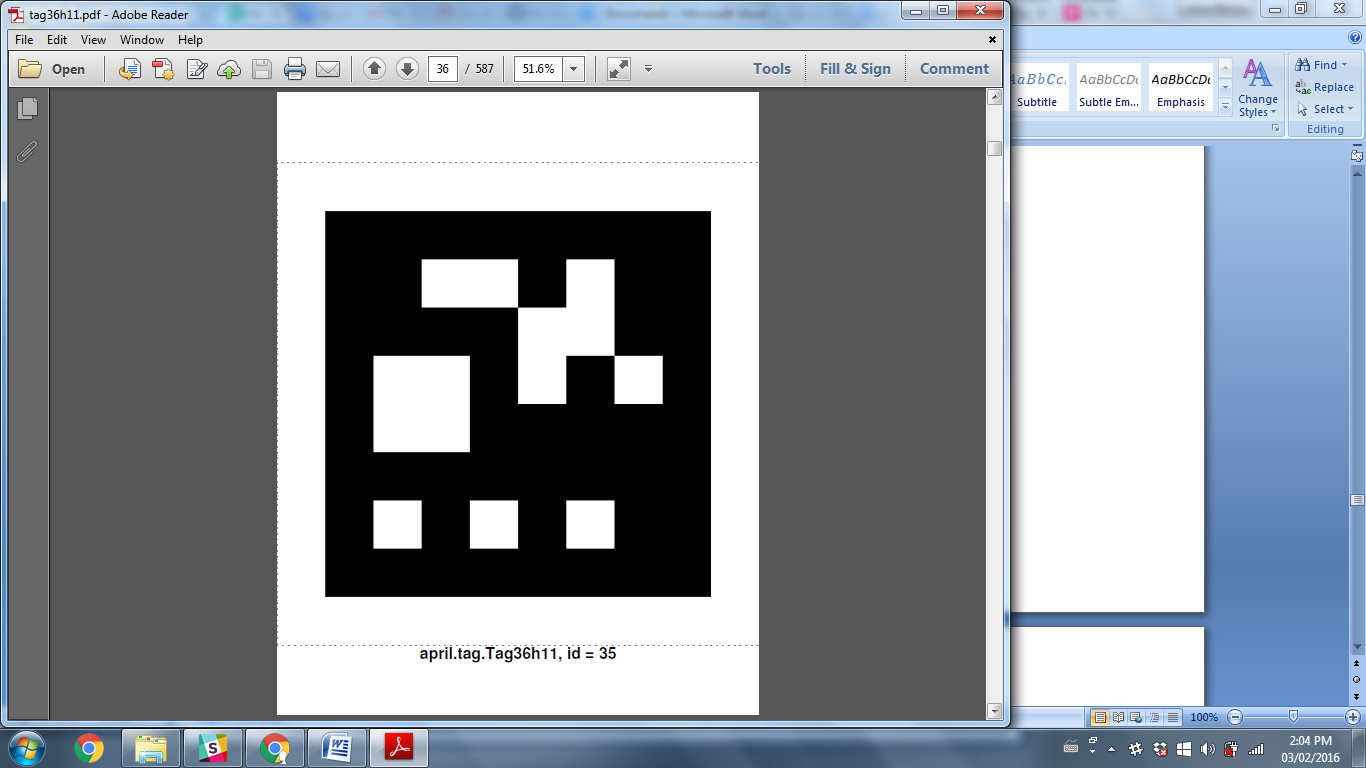 tag36h11.pdf - Adobe Reader
File Edit View Window Help
Open 36 / 587 51.6% Tools Fill & Sign Comment
AaBbCc AaBbCcDc AaBbCcDc
Subtitle Subtle Em... Emphasis
Change Styles
Find
Replace
Select
Editing
april.tag.Tag36h11, id = 35
100%
2:04 PM
03/02/2016